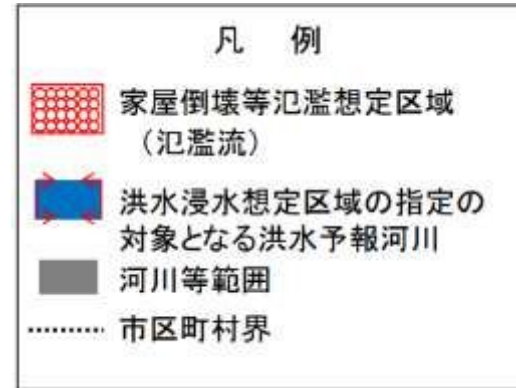 凡　例
家屋倒壊等氾濫想定区域
（氾濫流）
洪水浸水想定区域の指定の
対象となる洪水予報河川
河川等範囲
市区町村界